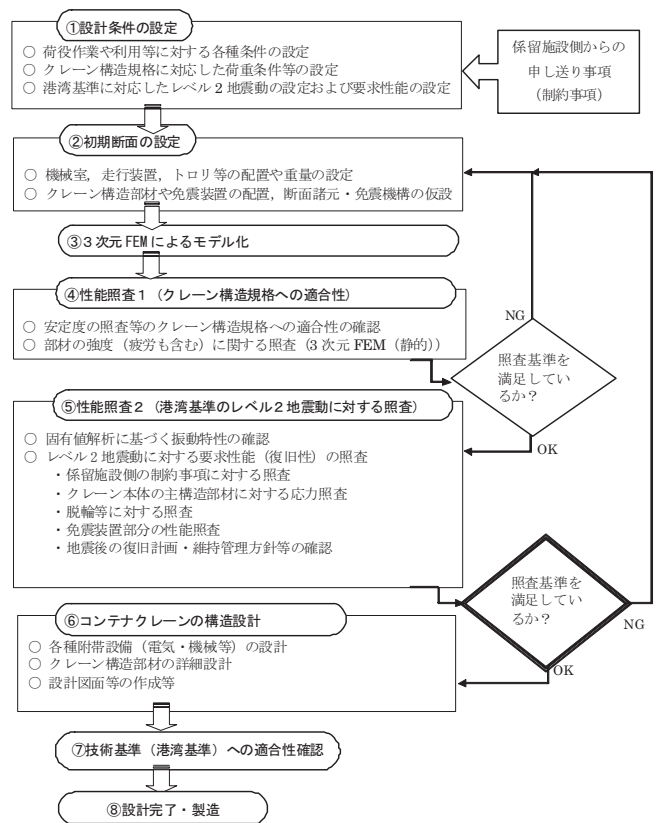 ①設計条件の設定
○ 荷役作業や利用等に対する各種条件の設定
○ クレーン構造規格に対応した荷重条件等の設定
○ 港湾基準に対応したレベル2地震動の設定および要求性能の設定
係留施設側からの
申し送り事項
（制約事項）
②初期断面の設定
○ 機械室，走行装置，トロリ等の配置や重量の設定
○ クレーン構造部材や免震装置の配置，断面諸元・免震機構の仮設
③3次元FEMによるモデル化
④性能照査1（クレーン構造規格への適合性）
○ 安定度の照査等のクレーン構造規格への適合性の確認
○ 部材の強度（疲労も含む）に関する照査（3次元FEM（静的））
NG
照査基準を
満足してい
るか？
OK
⑤性能照査2（港湾基準のレベル2地震動に対する照査）
○ 固有値解析に基づく振動特性の確認
○ レベル2地震動に対する要求性能（復旧性）の照査
・係留施設側の制約事項に対する照査
・クレーン本体の主構造部材に対する応力照査
・脱輪等に対する照査
・免震装置部分の性能照査
・地震後の復旧計画・維持管理方針等の確認
照査基準を
満足してい
るか？
NG
OK
⑥コンテナクレーンの構造設計
○ 各種附帯設備（電気・機械等）の設計
○ クレーン構造部材の詳細設計
○ 設計図面等の作成等
⑦技術基準（港湾基準）への適合性確認
⑧設計完了・製造